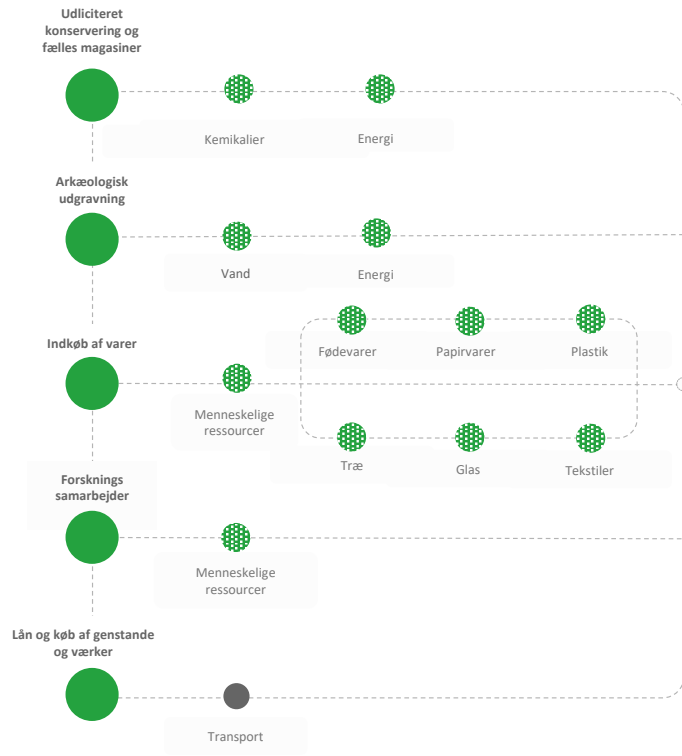 Udliciteret
konservering og
fælles magasiner
Kemikalier
Energi
Arkæologisk
udgravning
Vand
Energi
Indkøb af varer
Menneskelige
ressourcer
Fødevarer
Papirvarer
Plastik
Træ
Glas
Tekstiler
Forsknings
samarbejder
Menneskelige
ressourcer
Lån og køb af genstande
og værker
Transport